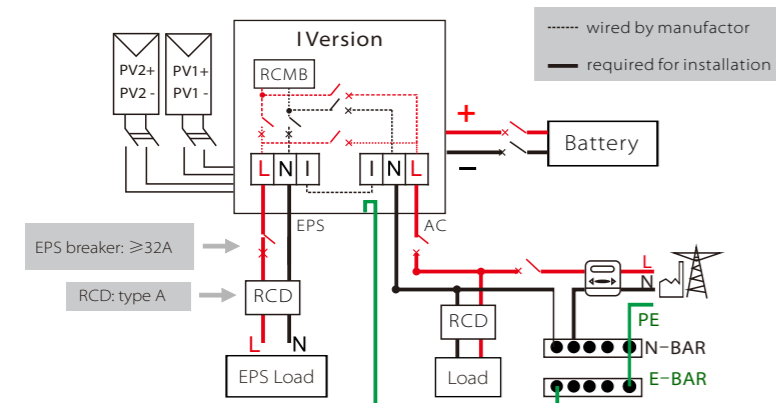 I Version
wired by manufactor
required for installation
PV2+
PV2 -
PV1+
PV1 -
RCMB
+
−
Battery
L N I
I N L
EPS
AC
EPS breaker: ≥32A
RCD: type A
RCD
L
N
EPS Load
RCD
Load
L
N
PE
N-BAR
E-BAR